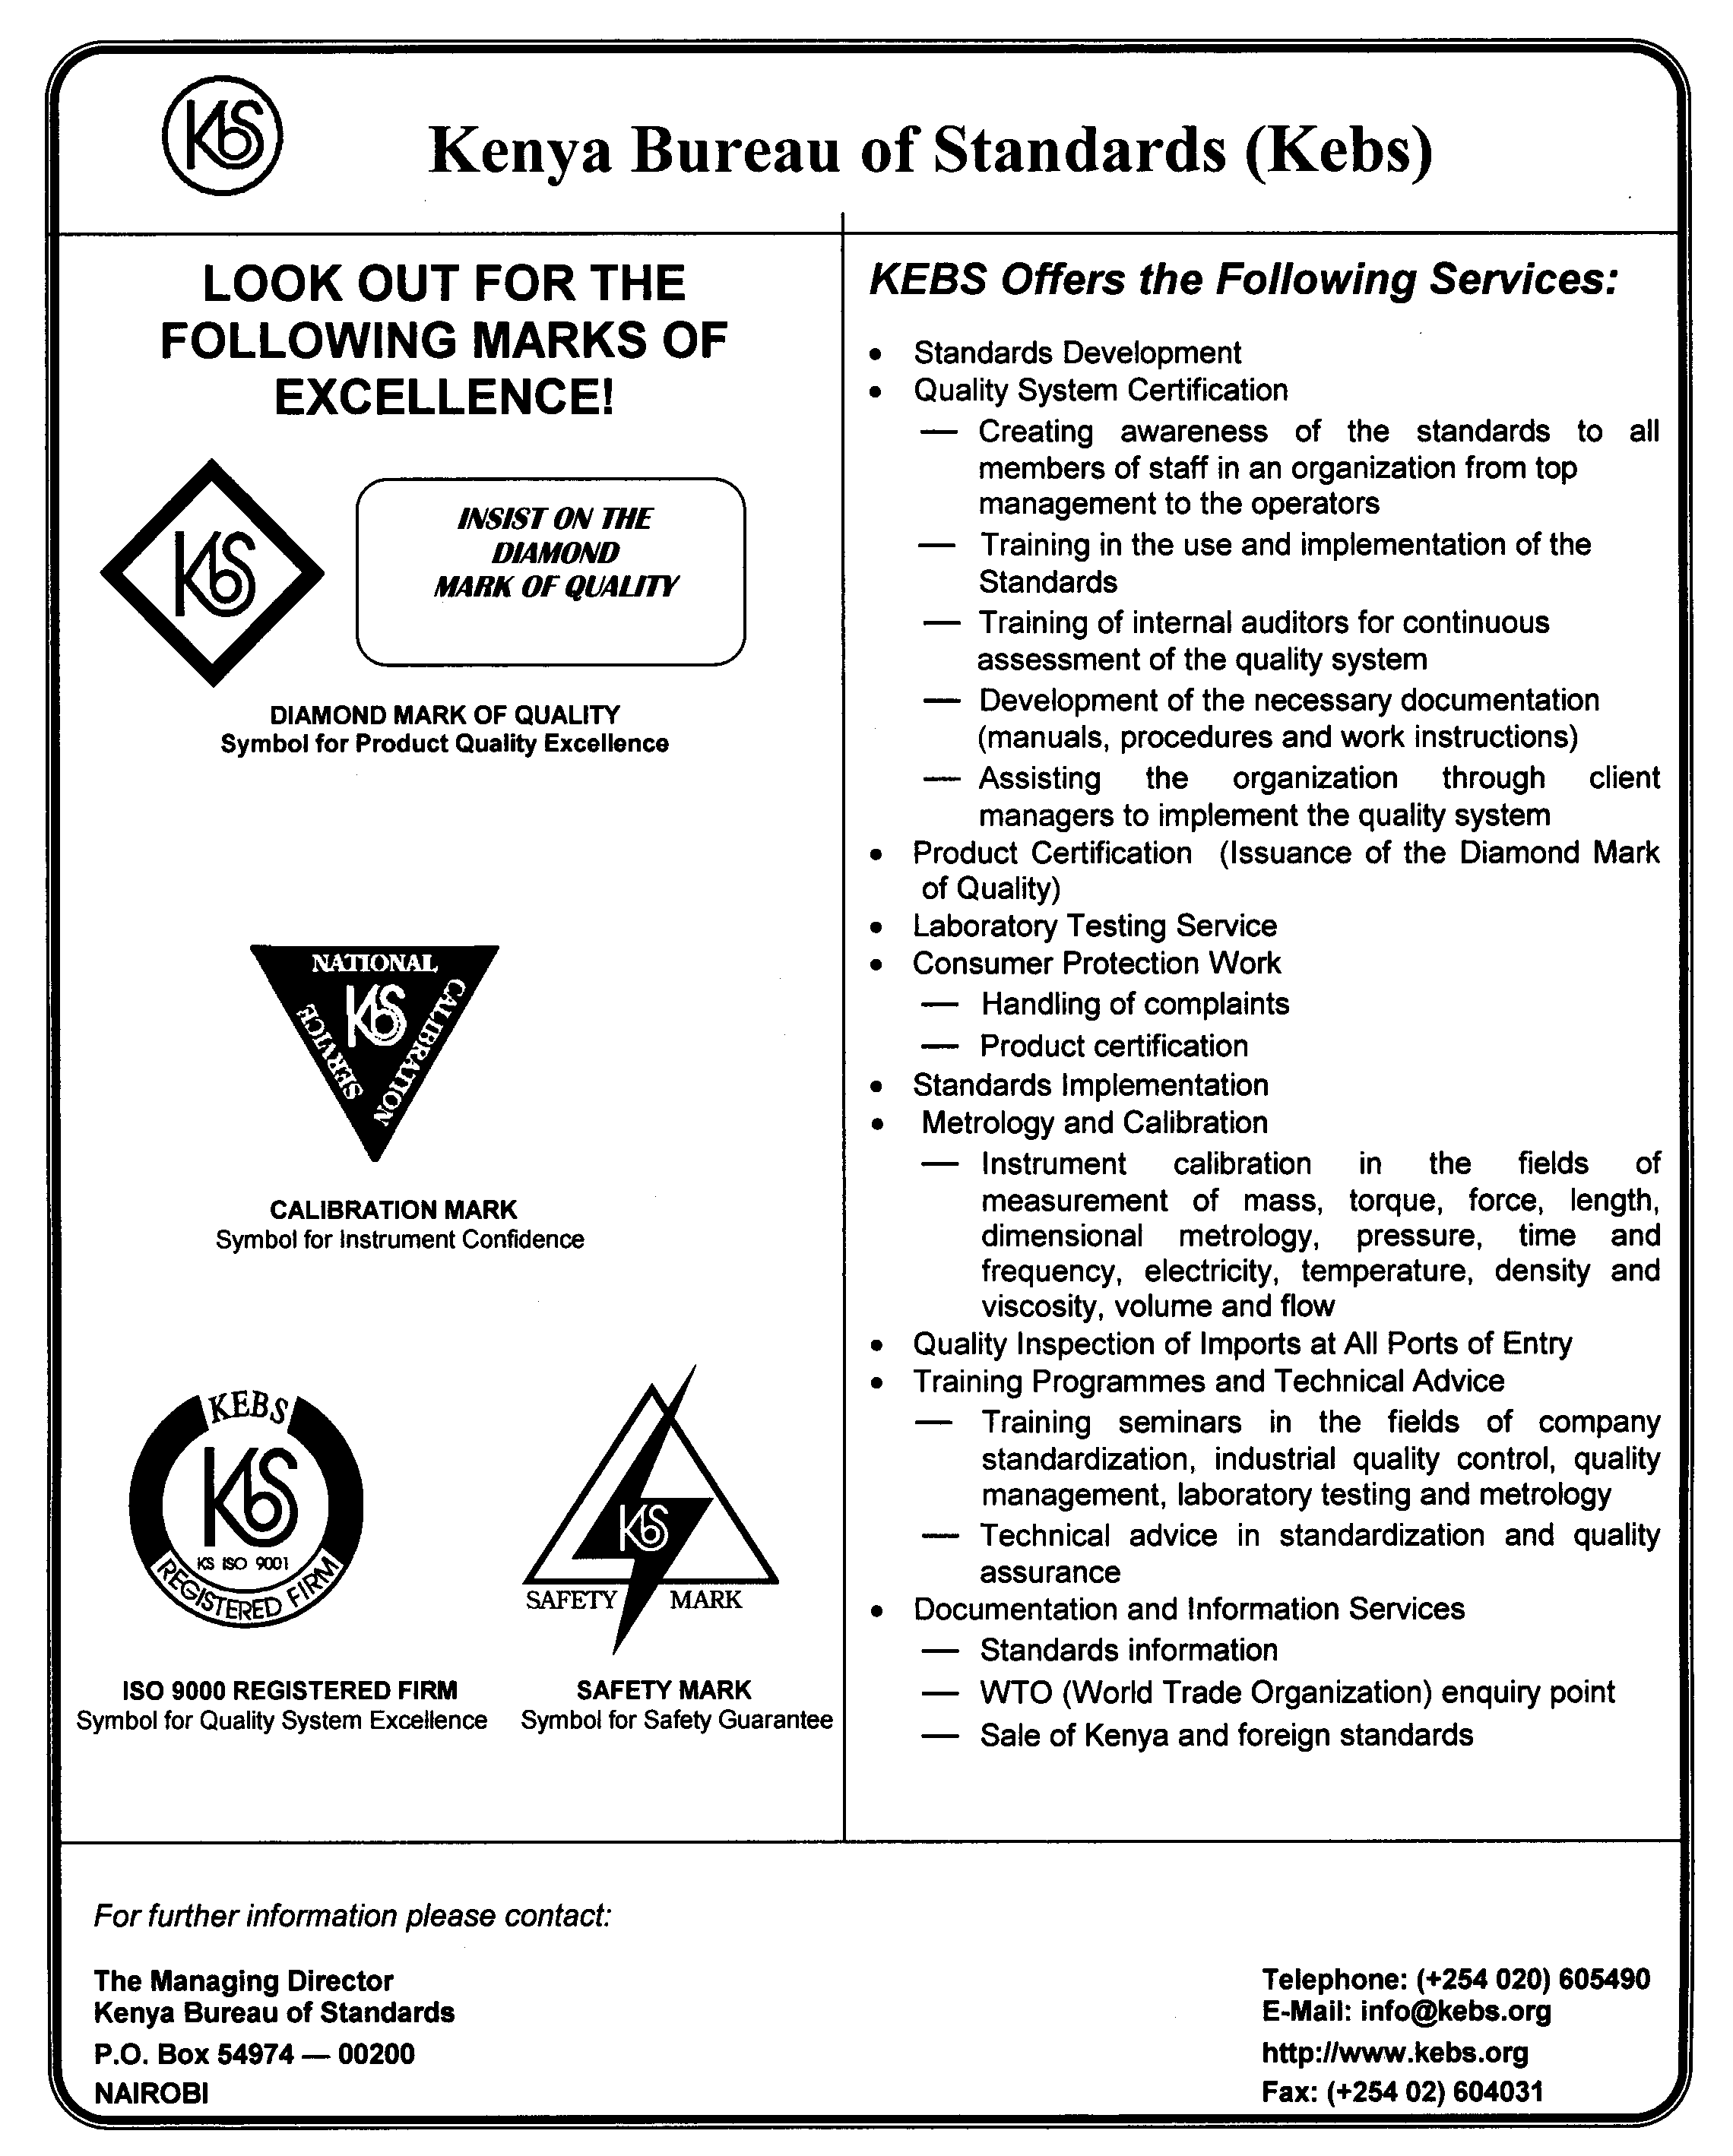 KbS
Kenya Bureau of Standards (Kebs)
LOOK OUT FOR THE
FOLLOWING MARKS OF
EXCELLENCE!
KbS
INSIST ON THE
DIAMOND
MARK OF QUALITY
DIAMOND MARK OF QUALITY
Symbol for Product Quality Excellence
NATIONAL
CALIBRATION
SERVICE
KbS
CALIBRATION MARK
Symbol for Instrument Confidence
KEBS
KbS
KS ISO 9001
REGISTERED FIRM
ISO 9000 REGISTERED FIRM
Symbol for Quality System Excellence
KbS
SAFETY MARK
SAFETY MARK
Symbol for Safety Guarantee
KEBS Offers the Following Services:
• Standards Development
• Quality System Certification
— Creating awareness of the standards to all
members of staff in an organization from top
management to the operators
— Training in the use and implementation of the
Standards
— Training of internal auditors for continuous
assessment of the quality system
— Development of the necessary documentation
(manuals, procedures and work instructions)
— Assisting the organization through client
managers to implement the quality system
• Product Certification (Issuance of the Diamond Mark
of Quality)
• Laboratory Testing Service
• Consumer Protection Work
— Handling of complaints
— Product certification
• Standards Implementation
• Metrology and Calibration
— Instrument calibration in the fields of
measurement of mass, torque, force, length,
dimensional metrology, pressure, time and
frequency, electricity, temperature, density and
viscosity, volume and flow
• Quality Inspection of Imports at All Ports of Entry
• Training Programmes and Technical Advice
— Training seminars in the fields of company
standardization, industrial quality control, quality
management, laboratory testing and metrology
— Technical advice in standardization and quality
assurance
• Documentation and Information Services
— Standards information
— WTO (World Trade Organization) enquiry point
— Sale of Kenya and foreign standards
For further information please contact:
The Managing Director
Kenya Bureau of Standards
P.O. Box 54974 — 00200
NAIROBI
Telephone: (+254 020) 605490
E-Mail: info@kebs.org
http://www.kebs.org
Fax: (+254 02) 604031